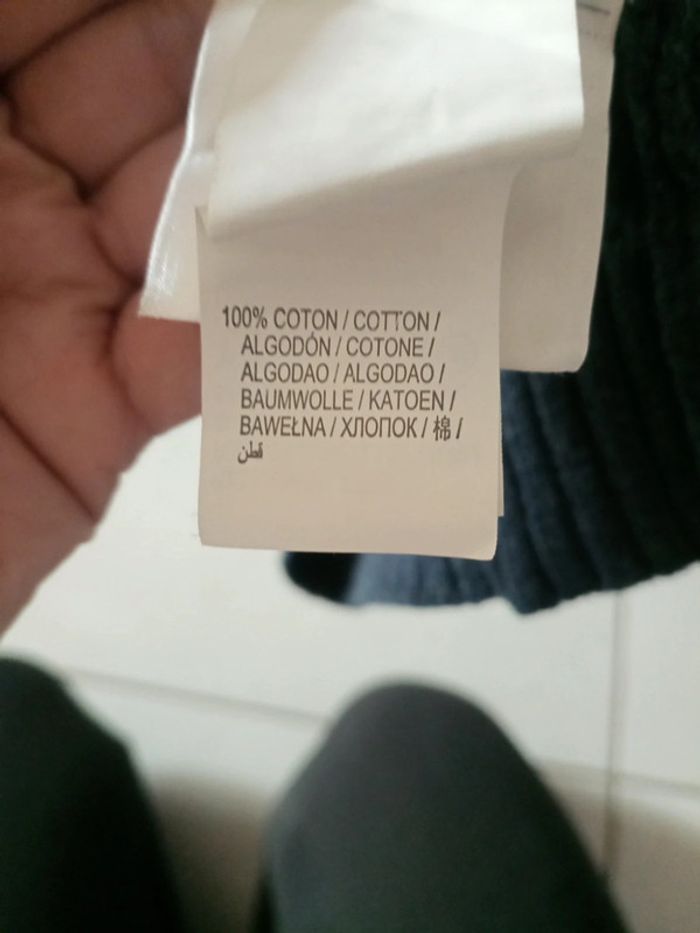 100% COTON / COTTON /
ALGODÓN / COTONE /
ALGODAO / ALGODAO /
BAUMWOLLE / KATOEN /
BAWEŁNA / ХЛОПОК / 棉 /
قطن